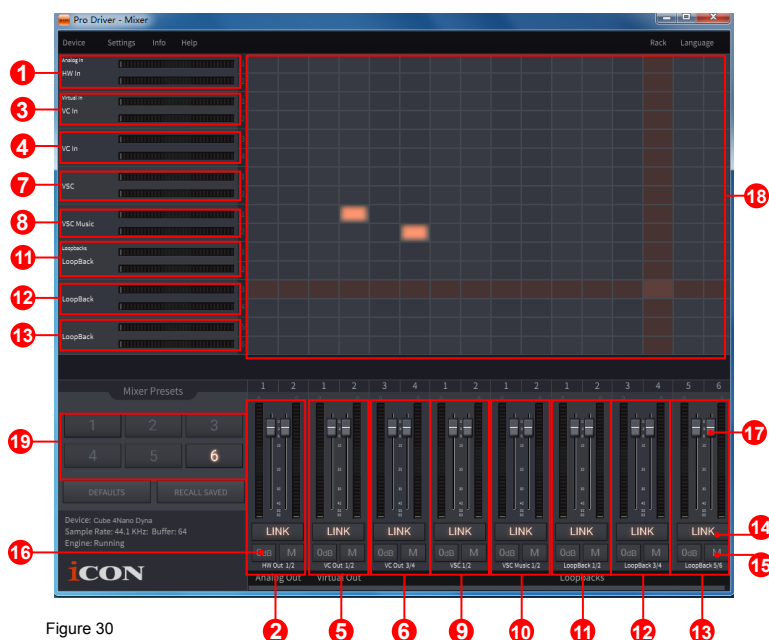 Pro Driver - Mixer
Device Settings Info Help Rack Language
Analog In
1 HW In
Virtual In
3 VC In
4 VC In
7 VSC
18
8 VSC Music
Loopbacks
11 LoopBack
12 LoopBack
13 LoopBack
Mixer Presets
1 2 1 2 3 4 1 2 1 2 1 2 3 4 5 6
19
1 2 3
4 5 6
17
DEFAULTS RECALL SAVED
Device: Cube 4Nano Dyna
Sample Rate: 44.1 KHz: Buffer: 64
Engine: Running
LINK LINK LINK LINK LINK LINK LINK LINK 14
16 0dB M 0dB M 0dB M 0dB M 0dB M 0dB M 0dB M 0dB M 15
HW Out 1/2 VC Out 1/2 VC Out 3/4 VSC 1/2 VSC Music 1/2 LoopBack 1/2 LoopBack 3/4 LoopBack 5/6
iCON
Analog Out Virtual Out Loopbacks
Figure 30
2 5 6 9 10 11 12 13